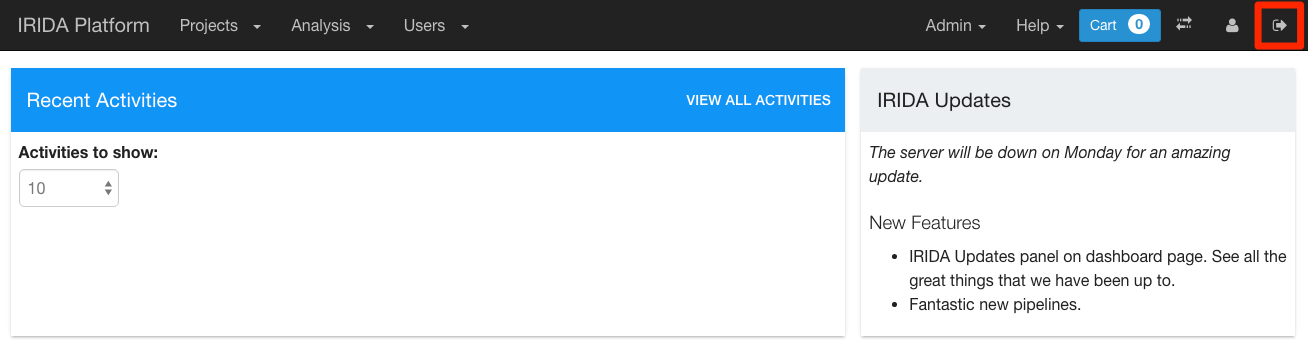 IRIDA Platform Projects Analysis Users Admin Help Cart 0
Recent Activities VIEW ALL ACTIVITIES
Activities to show:
10
IRIDA Updates
The server will be down on Monday for an amazing
update.
New Features
IRIDA Updates panel on dashboard page. See all the
great things that we have been up to.
Fantastic new pipelines.